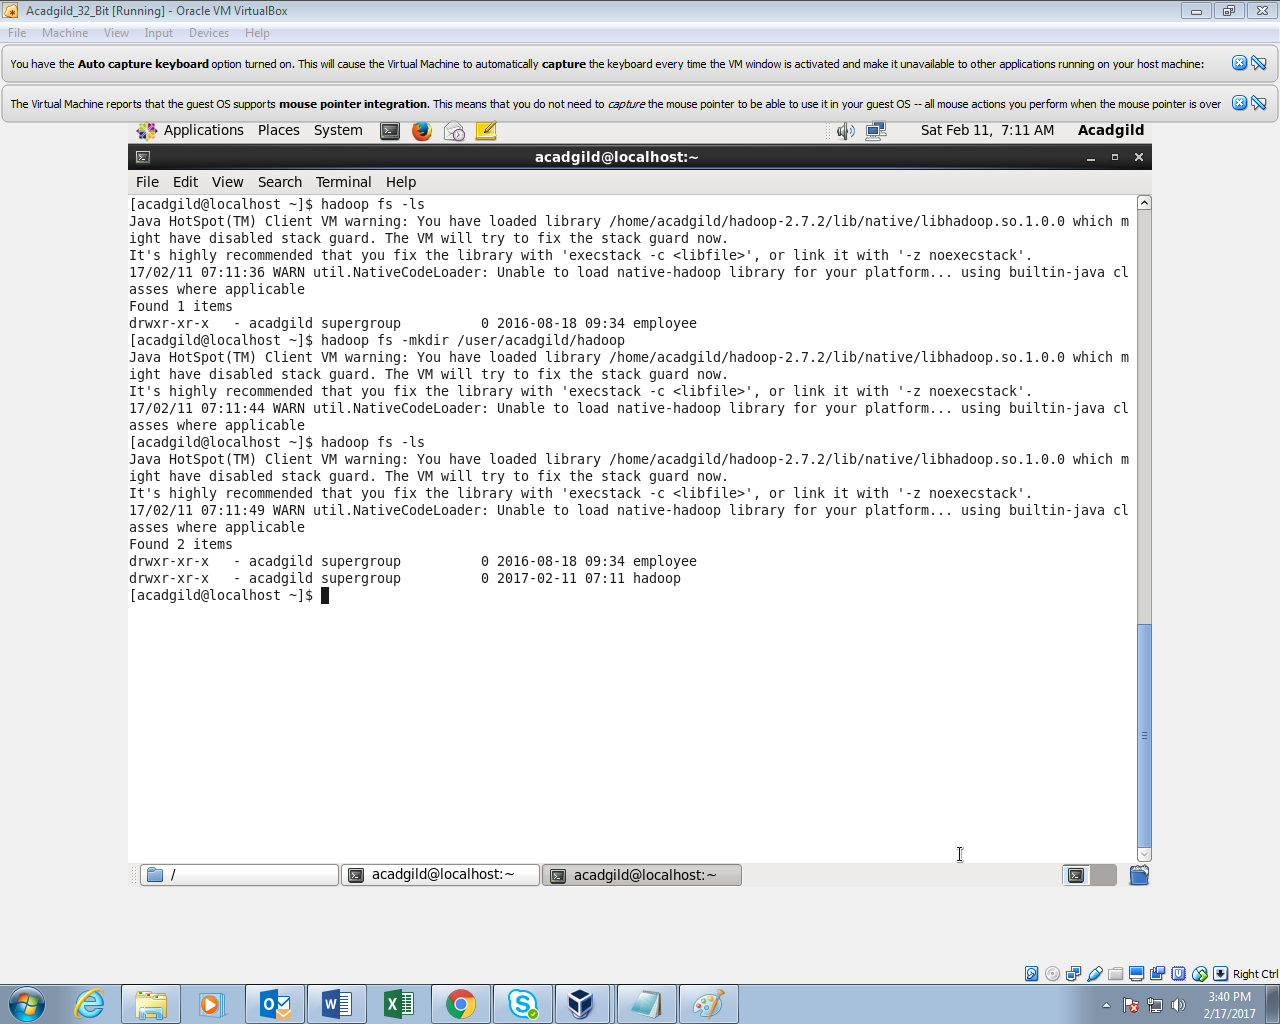 Acadgild_32_Bit [Running] - Oracle VM VirtualBox
File Machine View Input Devices Help
You have the Auto capture keyboard option turned on. This will cause the Virtual Machine to automatically capture the keyboard every time the VM window is activated and make it unavailable to other applications running on your host machine:
The Virtual Machine reports that the guest OS supports mouse pointer integration. This means that you do not need to capture the mouse pointer to be able to use it in your guest OS -- all mouse actions you perform when the mouse pointer is over
Applications Places System Sat Feb 11, 7:11 AM Acadgild
acadgild@localhost:~
File Edit View Search Terminal Help
[acadgild@localhost ~]$ hadoop fs -ls
Java HotSpot(TM) Client VM warning: You have loaded library /home/acadgild/hadoop-2.7.2/lib/native/libhadoop.so.1.0.0 which m
ight have disabled stack guard. The VM will try to fix the stack guard now.
It's highly recommended that you fix the library with 'execstack -c <libfile>', or link it with '-z noexecstack'.
17/02/11 07:11:36 WARN util.NativeCodeLoader: Unable to load native-hadoop library for your platform... using builtin-java cl
asses where applicable
Found 1 items
drwxr-xr-x   - acadgild supergroup          0 2016-08-18 09:34 employee
[acadgild@localhost ~]$ hadoop fs -mkdir /user/acadgild/hadoop
Java HotSpot(TM) Client VM warning: You have loaded library /home/acadgild/hadoop-2.7.2/lib/native/libhadoop.so.1.0.0 which m
ight have disabled stack guard. The VM will try to fix the stack guard now.
It's highly recommended that you fix the library with 'execstack -c <libfile>', or link it with '-z noexecstack'.
17/02/11 07:11:44 WARN util.NativeCodeLoader: Unable to load native-hadoop library for your platform... using builtin-java cl
asses where applicable
[acadgild@localhost ~]$ hadoop fs -ls
Java HotSpot(TM) Client VM warning: You have loaded library /home/acadgild/hadoop-2.7.2/lib/native/libhadoop.so.1.0.0 which m
ight have disabled stack guard. The VM will try to fix the stack guard now.
It's highly recommended that you fix the library with 'execstack -c <libfile>', or link it with '-z noexecstack'.
17/02/11 07:11:49 WARN util.NativeCodeLoader: Unable to load native-hadoop library for your platform... using builtin-java cl
asses where applicable
Found 2 items
drwxr-xr-x   - acadgild supergroup          0 2016-08-18 09:34 employee
drwxr-xr-x   - acadgild supergroup          0 2017-02-11 07:11 hadoop
[acadgild@localhost ~]$
/ acadgild@localhost:~ acadgild@localhost:~
Right Ctrl
3:40 PM
2/17/2017